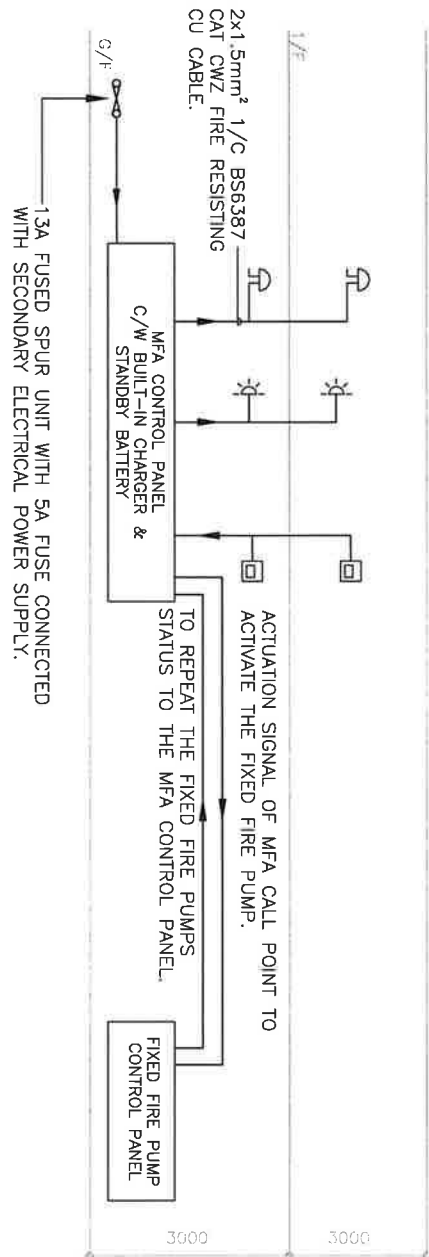 1/F
2x1.5mm² 1/C BS6387
CAT CWZ FIRE RESISTING
CU CABLE.
G/F
MFA CONTROL PANEL
C/W BUILT-IN CHARGER &
STANDBY BATTERY
13A FUSED SPUR UNIT WITH 5A FUSE CONNECTED
WITH SECONDARY ELECTRICAL POWER SUPPLY.
ACTUATION SIGNAL OF MFA CALL POINT TO
ACTIVATE THE FIXED FIRE PUMP.
TO REPEAT THE FIXED FIRE PUMPS
STATUS TO THE MFA CONTROL PANEL.
FIXED FIRE PUMP
CONTROL PANEL
3000
3000